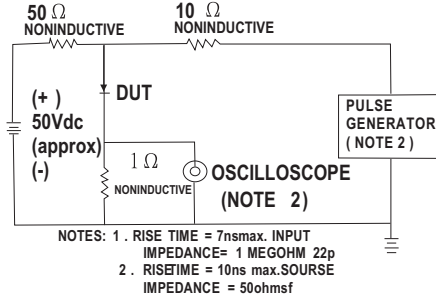 50 Ω
NONINDUCTIVE
10 Ω
NONINDUCTIVE
DUT
(+ )
50Vdc
(approx)
(-)
1 Ω
NONINDUCTIVE
OSCILLOSCOPE
(NOTE 2)
PULSE
GENERATOR
( NOTE 2 )
NOTES: 1 . RISE TIME = 7nsmax. INPUT
IMPEDANCE= 1 MEGOHM 22p
2 . RISETIME = 10ns max.SOURSE
IMPEDANCE = 50ohmsf